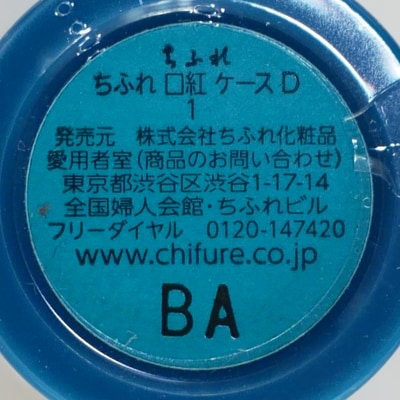 ちふれ
ちふれ 口紅 ケース D
1
発売元　株式会社ちふれ化粧品
愛用者室(商品のお問い合わせ)
東京都渋谷区渋谷1-17-14
全国婦人会館・ちふれビル
フリーダイヤル　0120-147420
www.chifure.co.jp
BA